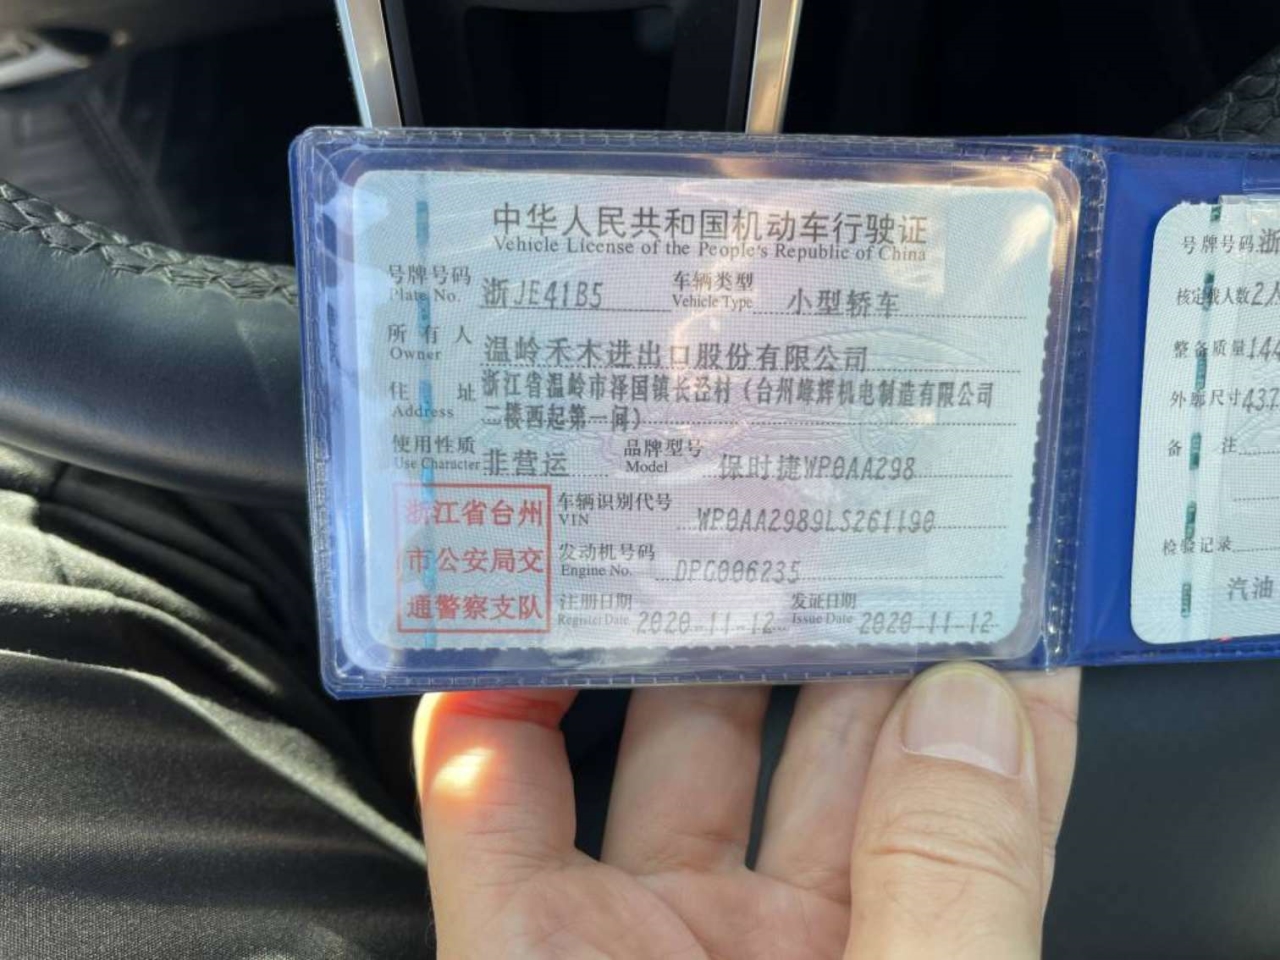 中华人民共和国机动车行驶证
Vehicle License of the People's Republic of China
号牌号码 Plate No. 浙JE41B5 车辆类型 Vehicle Type 小型轿车
所有人 Owner 温岭禾木进出口股份有限公司
住址 Address 浙江省温岭市泽国镇长泾村（台州嵘辉机电制造有限公司
二楼西起第一间）
使用性质 Use Character 非营运 品牌型号 Model 保时捷WP0AA298
车辆识别代号 VIN WP0AA2989LS261190
发动机号码 Engine No. DPG006235
注册日期 Register Date 2020-11-12 发证日期 Issue Date 2020-11-12
浙江省台州
市公安局交
通警察支队
号牌号码 浙
核定载人数 2人
整备质量 144
外廓尺寸 437
备注
检验记录
汽油